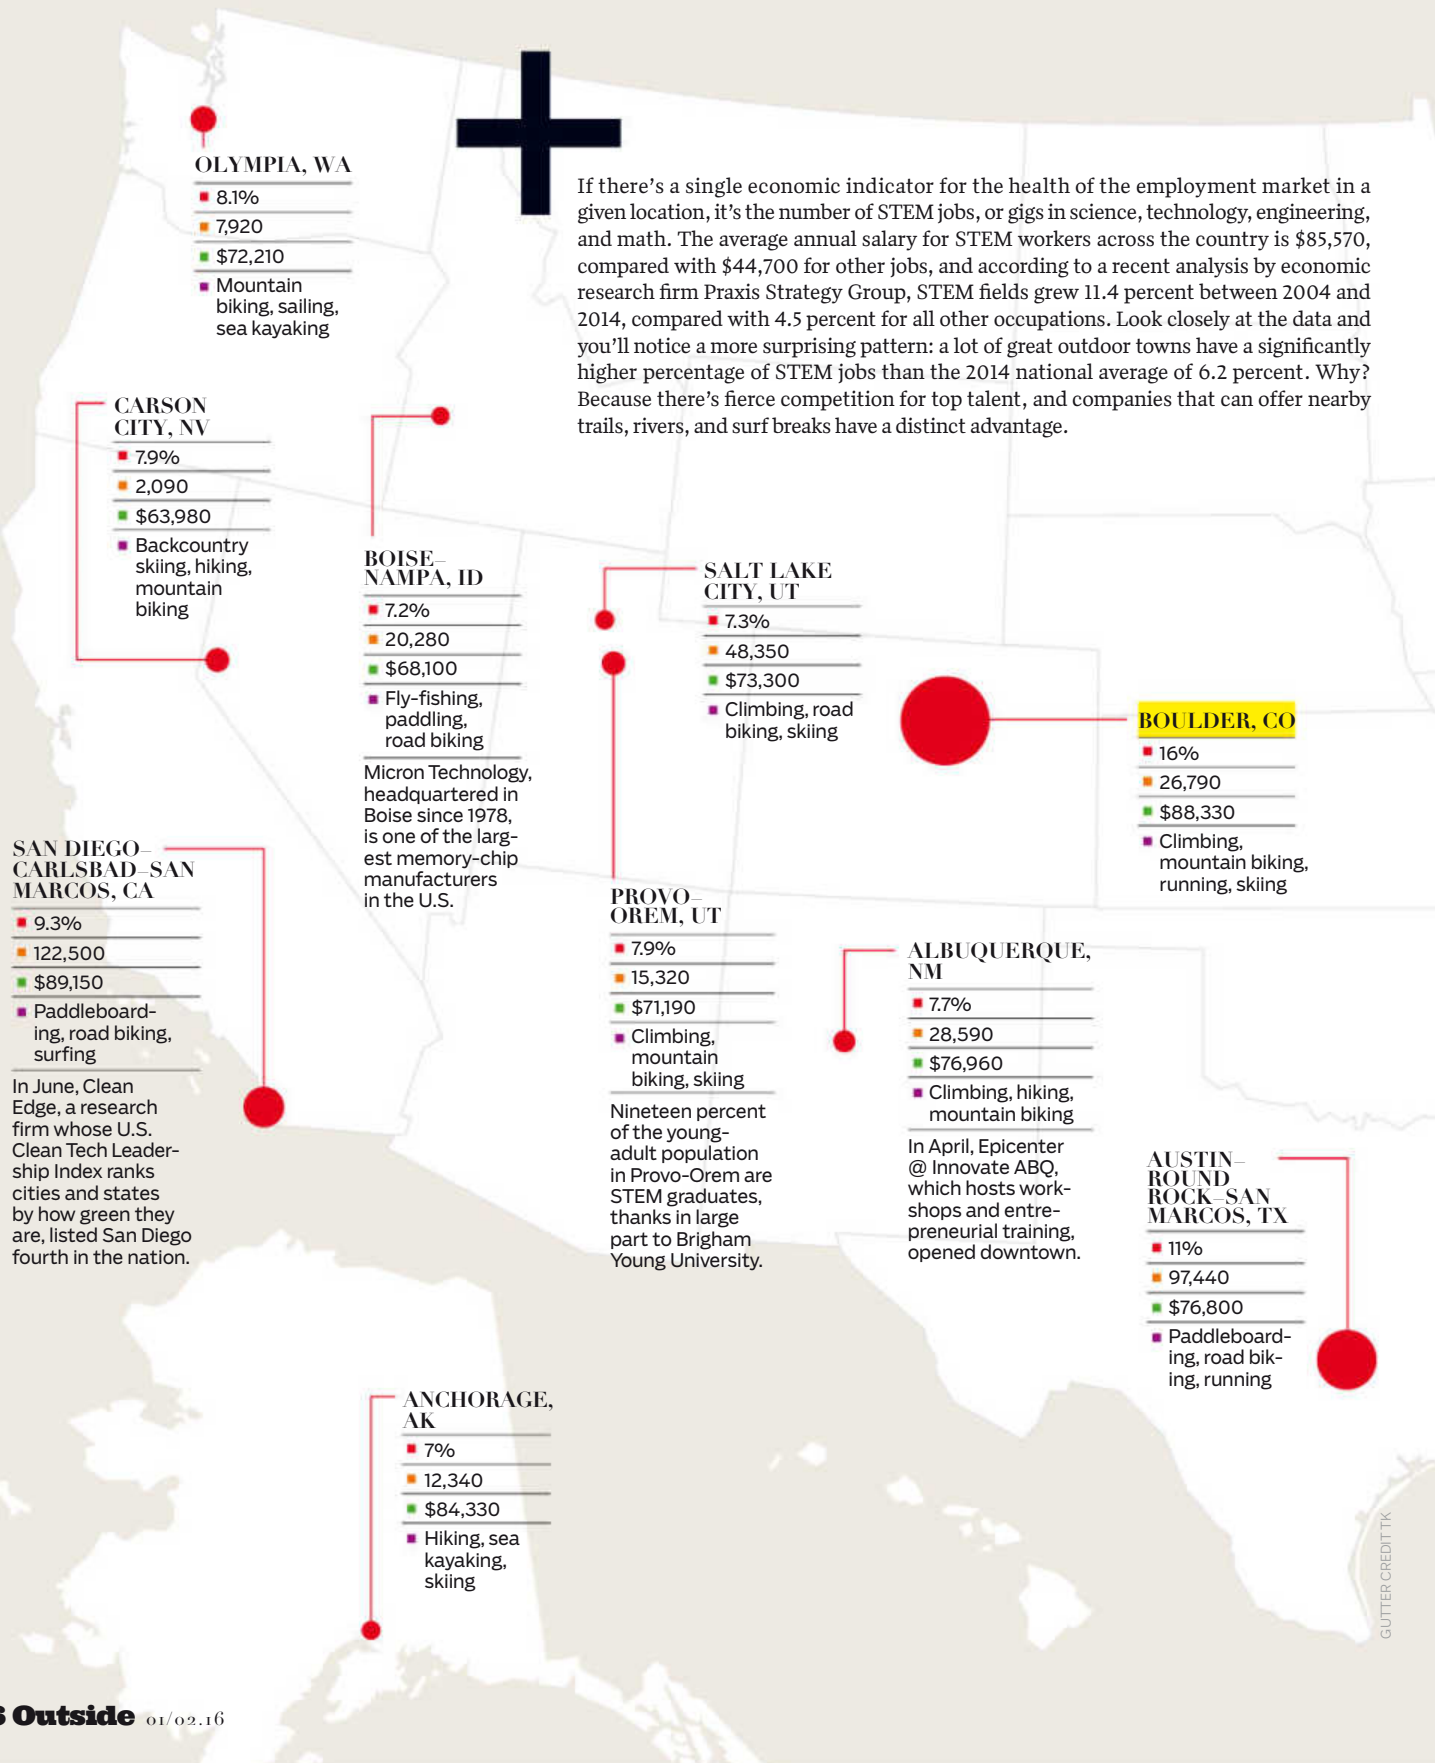 OLYMPIA, WA
8.1%
7,920
$72,210
Mountain
biking, sailing,
sea kayaking
If there’s a single economic indicator for the health of the employment market in a
given location, it’s the number of STEM jobs, or gigs in science, technology, engineering,
and math. The average annual salary for STEM workers across the country is $85,570,
compared with $44,700 for other jobs, and according to a recent analysis by economic
research firm Praxis Strategy Group, STEM fields grew 11.4 percent between 2004 and
2014, compared with 4.5 percent for all other occupations. Look closely at the data and
you’ll notice a more surprising pattern: a lot of great outdoor towns have a significantly
higher percentage of STEM jobs than the 2014 national average of 6.2 percent. Why?
Because there’s fierce competition for top talent, and companies that can offer nearby
trails, rivers, and surf breaks have a distinct advantage.
CARSON
CITY, NV
7.9%
2,090
$63,980
Backcountry
skiing, hiking,
mountain
biking
BOISE–
NAMPA, ID
7.2%
20,280
$68,100
Fly-fishing,
paddling,
road biking
Micron Technology,
headquartered in
Boise since 1978,
is one of the larg-
est memory-chip
manufacturers
in the U.S.
SALT LAKE
CITY, UT
7.3%
48,350
$73,300
Climbing, road
biking, skiing
BOULDER, CO
16%
26,790
$88,330
Climbing,
mountain biking,
running, skiing
SAN DIEGO–
CARLSBAD–SAN
MARCOS, CA
9.3%
122,500
$89,150
Paddleboard-
ing, road biking,
surfing
In June, Clean
Edge, a research
firm whose U.S.
Clean Tech Leader-
ship Index ranks
cities and states
by how green they
are, listed San Diego
fourth in the nation.
PROVO–
OREM, UT
7.9%
15,320
$71,190
Climbing,
mountain
biking, skiing
Nineteen percent
of the young-
adult population
in Provo-Orem are
STEM graduates,
thanks in large
part to Brigham
Young University.
ALBUQUERQUE,
NM
7.7%
28,590
$76,960
Climbing, hiking,
mountain biking
In April, Epicenter
@ Innovate ABQ,
which hosts work-
shops and entre-
preneurial training,
opened downtown.
AUSTIN–
ROUND
ROCK–SAN
MARCOS, TX
11%
97,440
$76,800
Paddleboard-
ing, road bik-
ing, running
ANCHORAGE,
AK
7%
12,340
$84,330
Hiking, sea
kayaking,
skiing
GUTTER CREDIT TK
Outside 01/02.16